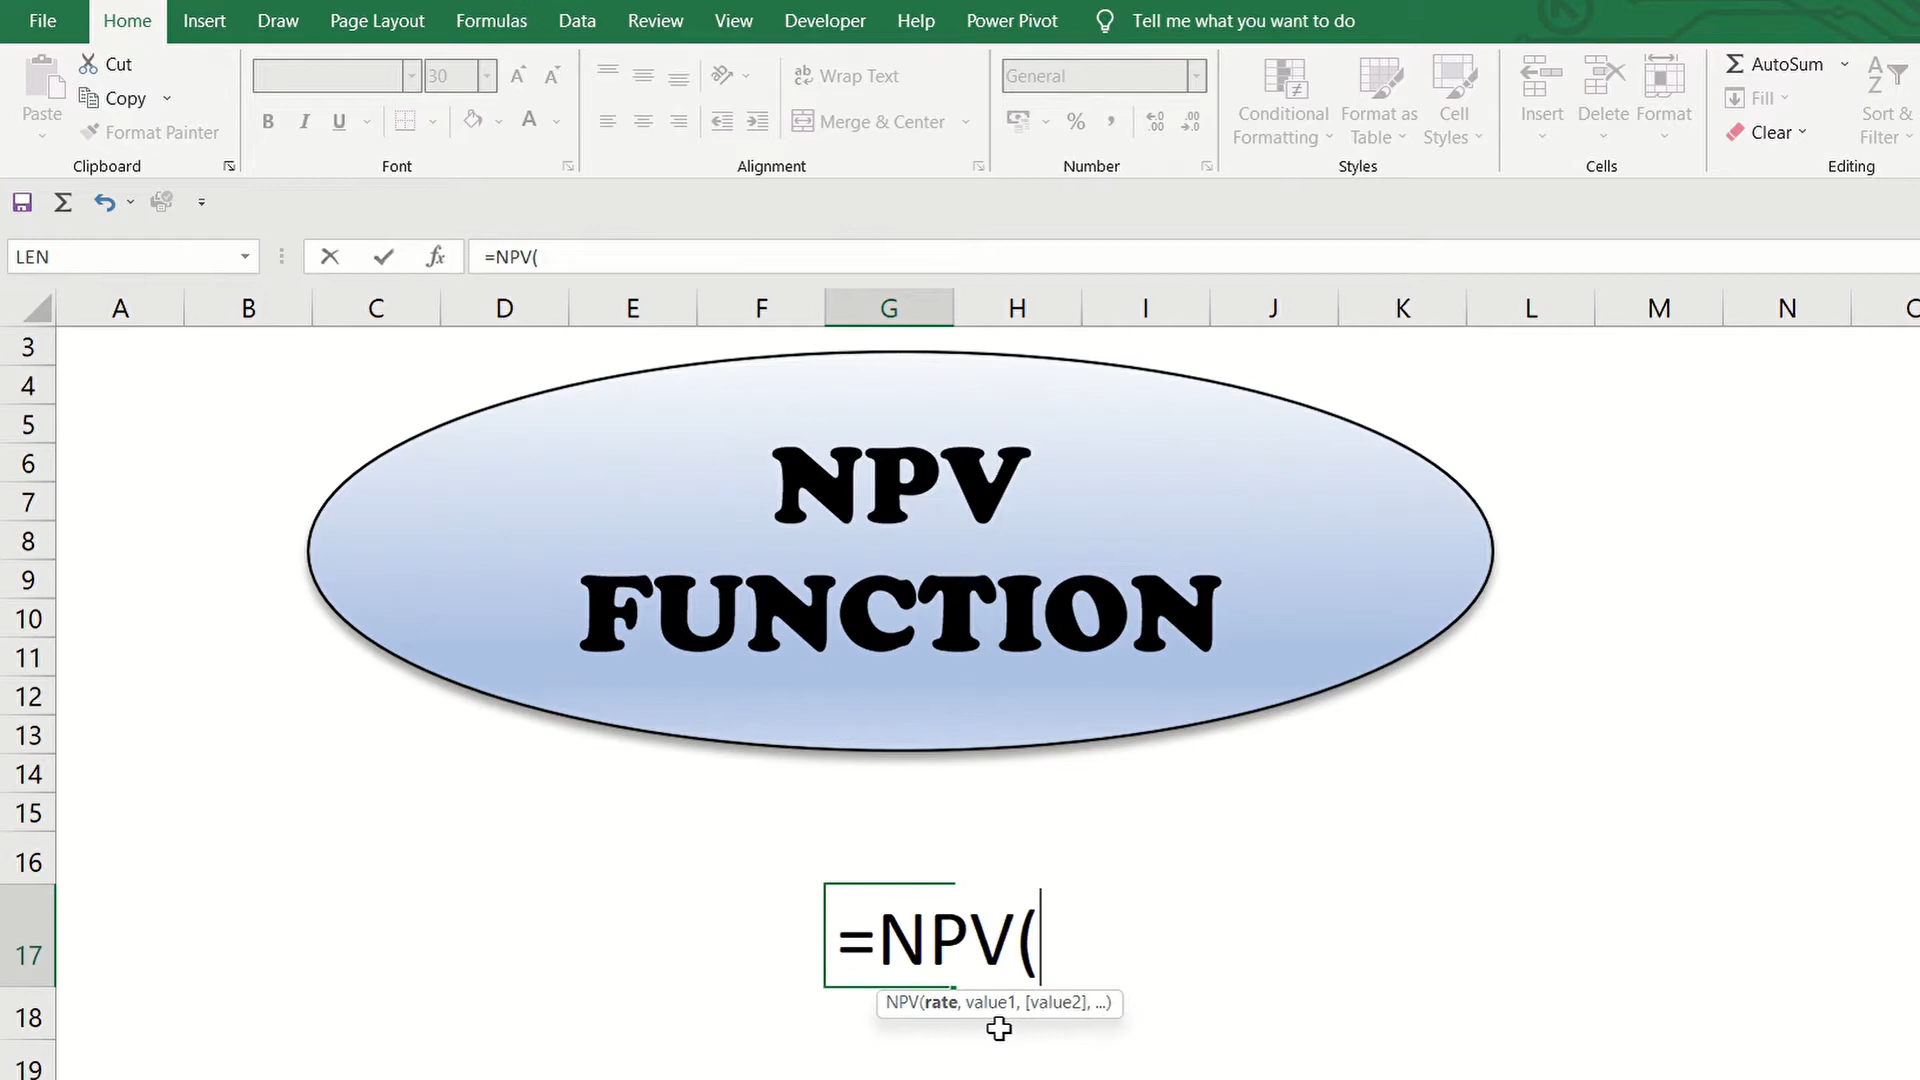 File Home Insert Draw Page Layout Formulas Data Review View Developer Help Power Pivot Tell me what you want to do
Paste
Cut
Copy
Format Painter
Clipboard
30 A A
B I U A
Font
ab Wrap Text
Merge & Center
Alignment
General
% , .00 .00
Number
Conditional Formatting
Format as Table
Cell Styles
Styles
Insert Delete Format
Cells
Σ AutoSum
Fill
Clear
A Z
Sort & Filter
Editing
Σ
LEN fx =NPV(
A B C D E F G H I J K L M N
3
4
5
6
7
8
9
10
11
12
13
14
15
16
17
18
19
NPV
FUNCTION
=NPV(
NPV(rate, value1, [value2], ...)